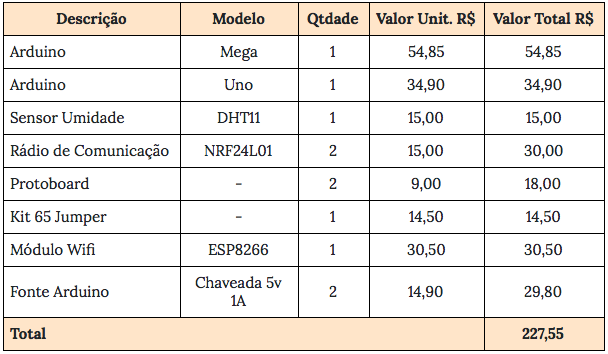 Descrição Modelo Qtdade Valor Unit. R$ Valor Total R$
Arduino Mega 1 54,85 54,85
Arduino Uno 1 34,90 34,90
Sensor Umidade DHT11 1 15,00 15,00
Rádio de Comunicação NRF24L01 2 15,00 30,00
Protoboard - 2 9,00 18,00
Kit 65 Jumper - 1 14,50 14,50
Módulo Wifi ESP8266 1 30,50 30,50
Fonte Arduino Chaveada 5v 1A 2 14,90 29,80
Total 227,55